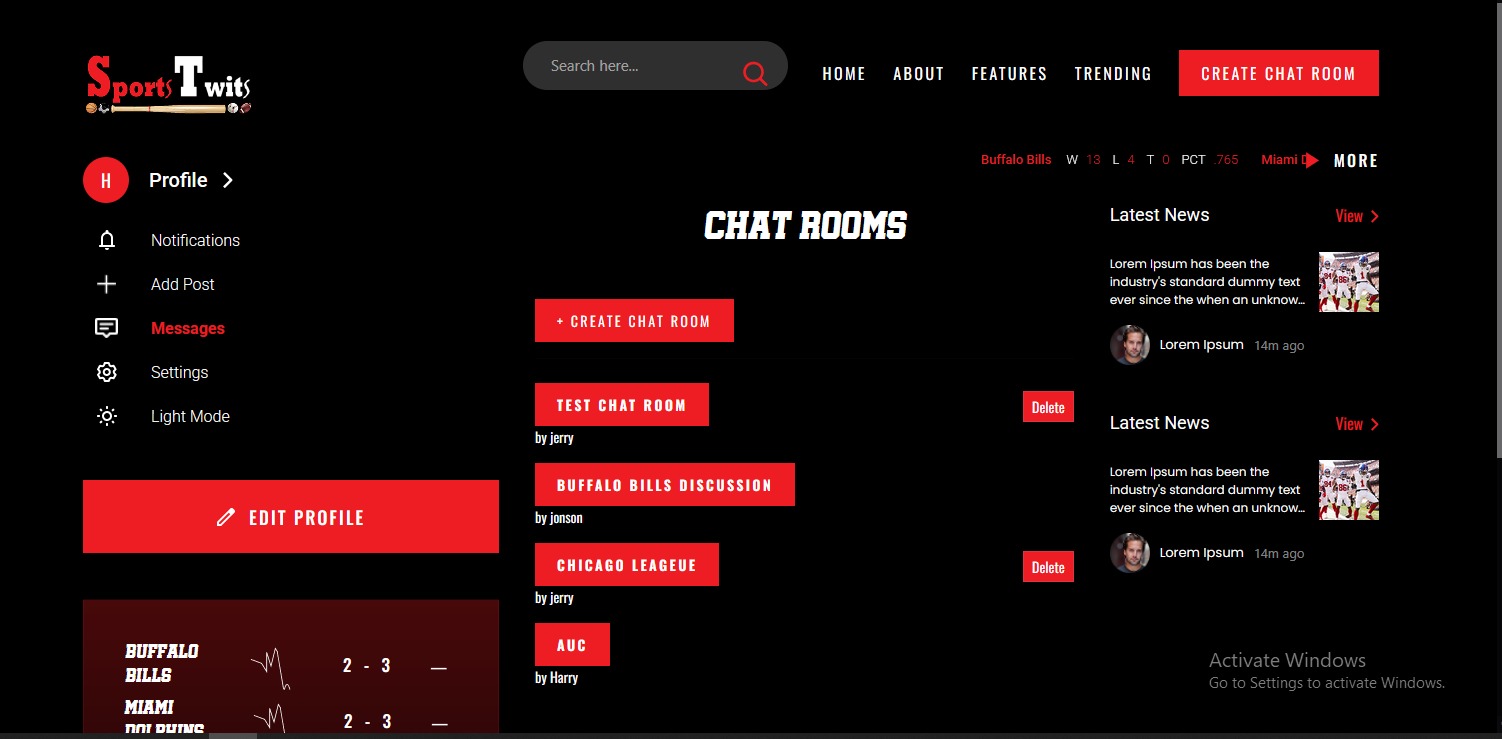 Sports Twits
Search here...
HOME ABOUT FEATURES TRENDING CREATE CHAT ROOM
Buffalo Bills W 13 L 4 T 0 PCT .765 Miami MORE
H Profile
Notifications
Add Post
Messages
Settings
Light Mode
EDIT PROFILE
BUFFALO
BILLS
2 - 3 —
MIAMI
DOLPHINS
2 - 3 —
CHAT ROOMS
+ CREATE CHAT ROOM
TEST CHAT ROOM Delete
by jerry
BUFFALO BILLS DISCUSSION
by jonson
CHICAGO LEAGEUE Delete
by jerry
AUC
by Harry
Latest News View
Lorem Ipsum has been the
industry's standard dummy text
ever since the when an unknow...
Lorem Ipsum 14m ago
Latest News View
Lorem Ipsum has been the
industry's standard dummy text
ever since the when an unknow...
Lorem Ipsum 14m ago
Activate Windows
Go to Settings to activate Windows.